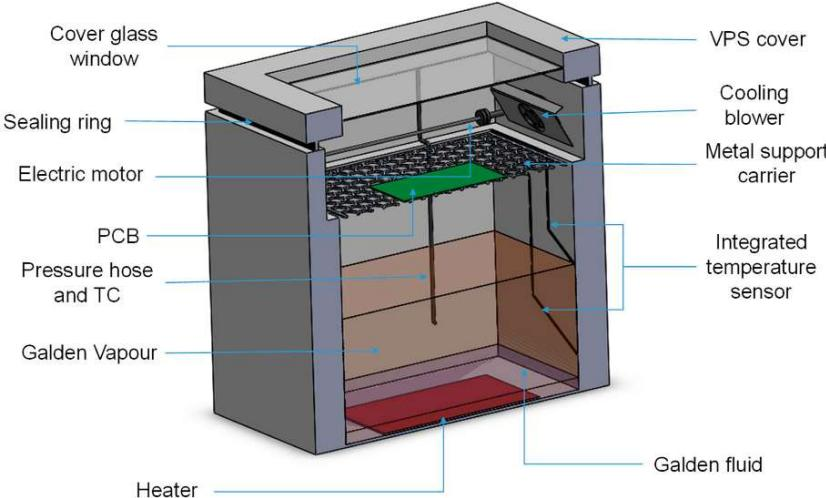 Cover glass
window
Sealing ring
Electric motor
PCB
Pressure hose
and TC
Galden Vapour
Heater
VPS cover
Cooling
blower
Metal support
carrier
Integrated
temperature
sensor
Galden fluid